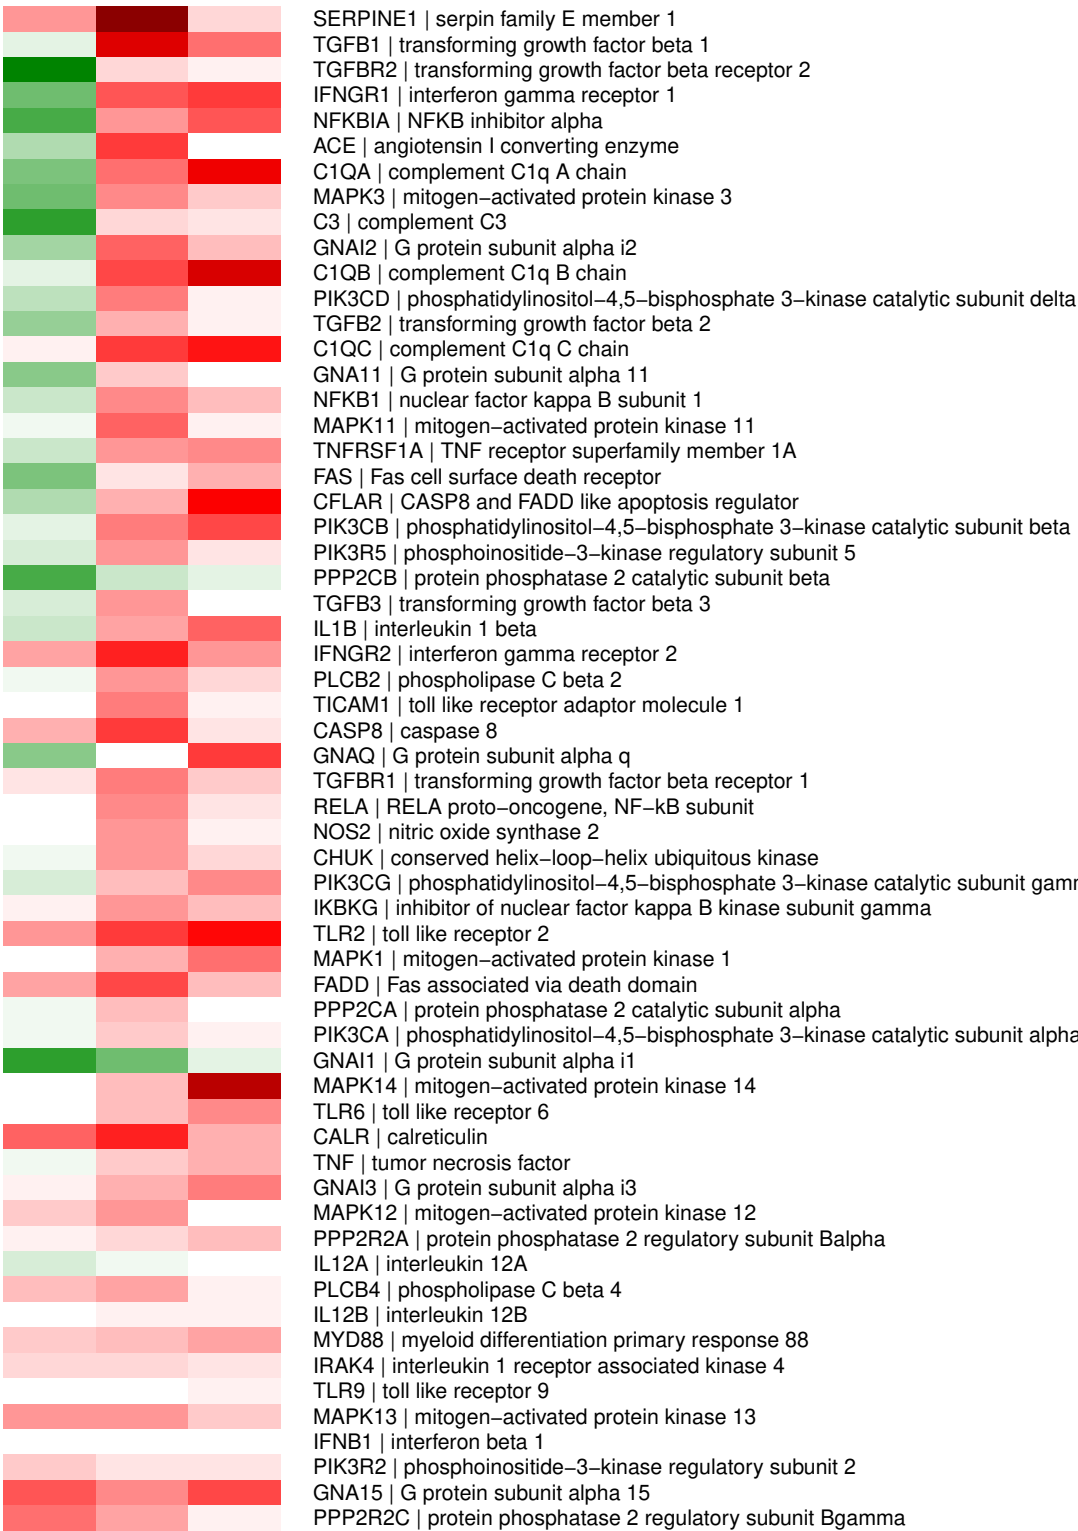 SERPINE1 | serpin family E member 1
TGFB1 | transforming growth factor beta 1
TGFBR2 | transforming growth factor beta receptor 2
IFNGR1 | interferon gamma receptor 1
NFKBIA | NFKB inhibitor alpha
ACE | angiotensin I converting enzyme
C1QA | complement C1q A chain
MAPK3 | mitogen−activated protein kinase 3
C3 | complement C3
GNAI2 | G protein subunit alpha i2
C1QB | complement C1q B chain
PIK3CD | phosphatidylinositol−4,5−bisphosphate 3−kinase catalytic subunit delta
TGFB2 | transforming growth factor beta 2
C1QC | complement C1q C chain
GNA11 | G protein subunit alpha 11
NFKB1 | nuclear factor kappa B subunit 1
MAPK11 | mitogen−activated protein kinase 11
TNFRSF1A | TNF receptor superfamily member 1A
FAS | Fas cell surface death receptor
CFLAR | CASP8 and FADD like apoptosis regulator
PIK3CB | phosphatidylinositol−4,5−bisphosphate 3−kinase catalytic subunit beta
PIK3R5 | phosphoinositide−3−kinase regulatory subunit 5
PPP2CB | protein phosphatase 2 catalytic subunit beta
TGFB3 | transforming growth factor beta 3
IL1B | interleukin 1 beta
IFNGR2 | interferon gamma receptor 2
PLCB2 | phospholipase C beta 2
TICAM1 | toll like receptor adaptor molecule 1
CASP8 | caspase 8
GNAQ | G protein subunit alpha q
TGFBR1 | transforming growth factor beta receptor 1
RELA | RELA proto−oncogene, NF−kB subunit
NOS2 | nitric oxide synthase 2
CHUK | conserved helix−loop−helix ubiquitous kinase
PIK3CG | phosphatidylinositol−4,5−bisphosphate 3−kinase catalytic subunit
IKBKG | inhibitor of nuclear factor kappa B kinase subunit gamma
TLR2 | toll like receptor 2
MAPK1 | mitogen−activated protein kinase 1
FADD | Fas associated via death domain
PPP2CA | protein phosphatase 2 catalytic subunit alpha
PIK3CA | phosphatidylinositol−4,5−bisphosphate 3−kinase catalytic subunit alpha
GNAI1 | G protein subunit alpha i1
MAPK14 | mitogen−activated protein kinase 14
TLR6 | toll like receptor 6
CALR | calreticulin
TNF | tumor necrosis factor
GNAI3 | G protein subunit alpha i3
MAPK12 | mitogen−activated protein kinase 12
PPP2R2A | protein phosphatase 2 regulatory subunit Balpha
IL12A | interleukin 12A
PLCB4 | phospholipase C beta 4
IL12B | interleukin 12B
MYD88 | myeloid differentiation primary response 88
IRAK4 | interleukin 1 receptor associated kinase 4
TLR9 | toll like receptor 9
MAPK13 | mitogen−activated protein kinase 13
IFNB1 | interferon beta 1
PIK3R2 | phosphoinositide−3−kinase regulatory subunit 2
GNA15 | G protein subunit alpha 15
PPP2R2C | protein phosphatase 2 regulatory subunit Bgamma